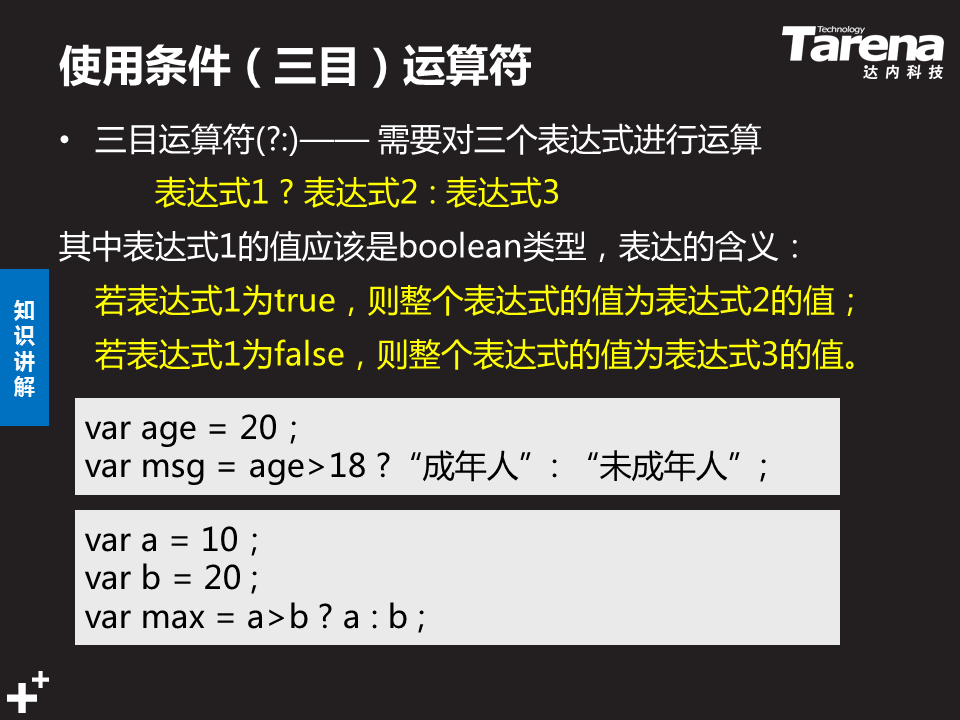 使用条件（三目）运算符
Technology
Tarena
达内科技
• 三目运算符(?:)—— 需要对三个表达式进行运算
表达式1 ? 表达式2 : 表达式3
其中表达式1的值应该是boolean类型，表达的含义：
若表达式1为true，则整个表达式的值为表达式2的值；
若表达式1为false，则整个表达式的值为表达式3的值。
知
识
讲
解
var age = 20 ;
var msg = age>18 ? “成年人” : “未成年人” ;
var a = 10 ;
var b = 20 ;
var max = a>b ? a : b ;